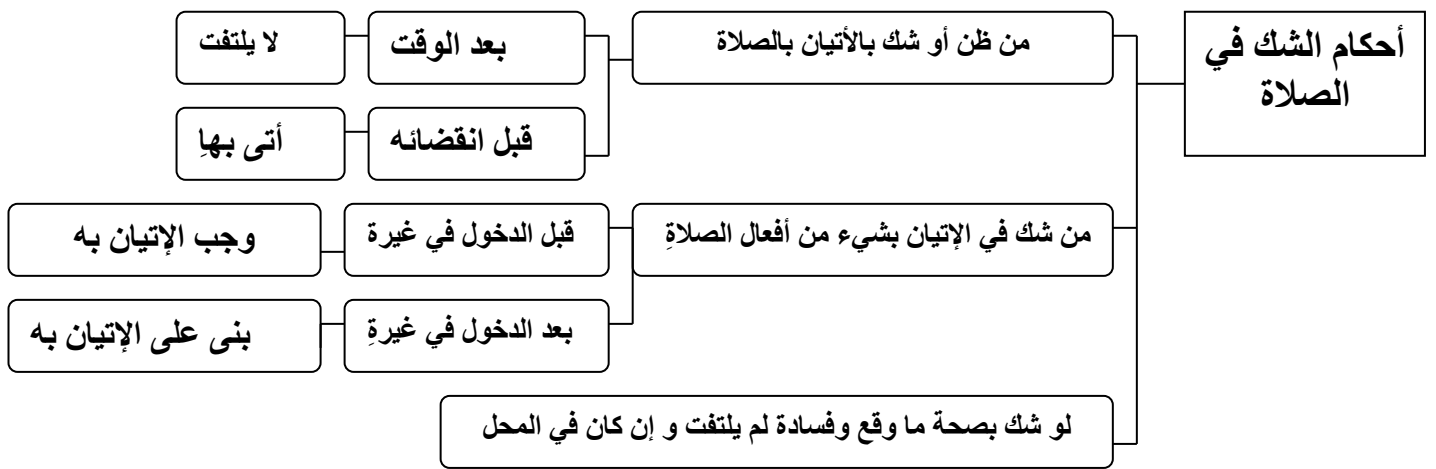 أحكام الشك في
الصلاة
من ظن أو شك بالأتيان بالصلاة
بعد الوقت
لا يلتفت
قبل انقضائه
أتى بهاِ
من شك في الإتيان بشيء من أفعال الصلاةِ
قبل الدخول في غيرة
وجب الإتيان به
بعد الدخول في غيرةِ
بنى على الإتيان به
لو شك بصحة ما وقع وفسادة لم يلتفت و إن كان في المحل